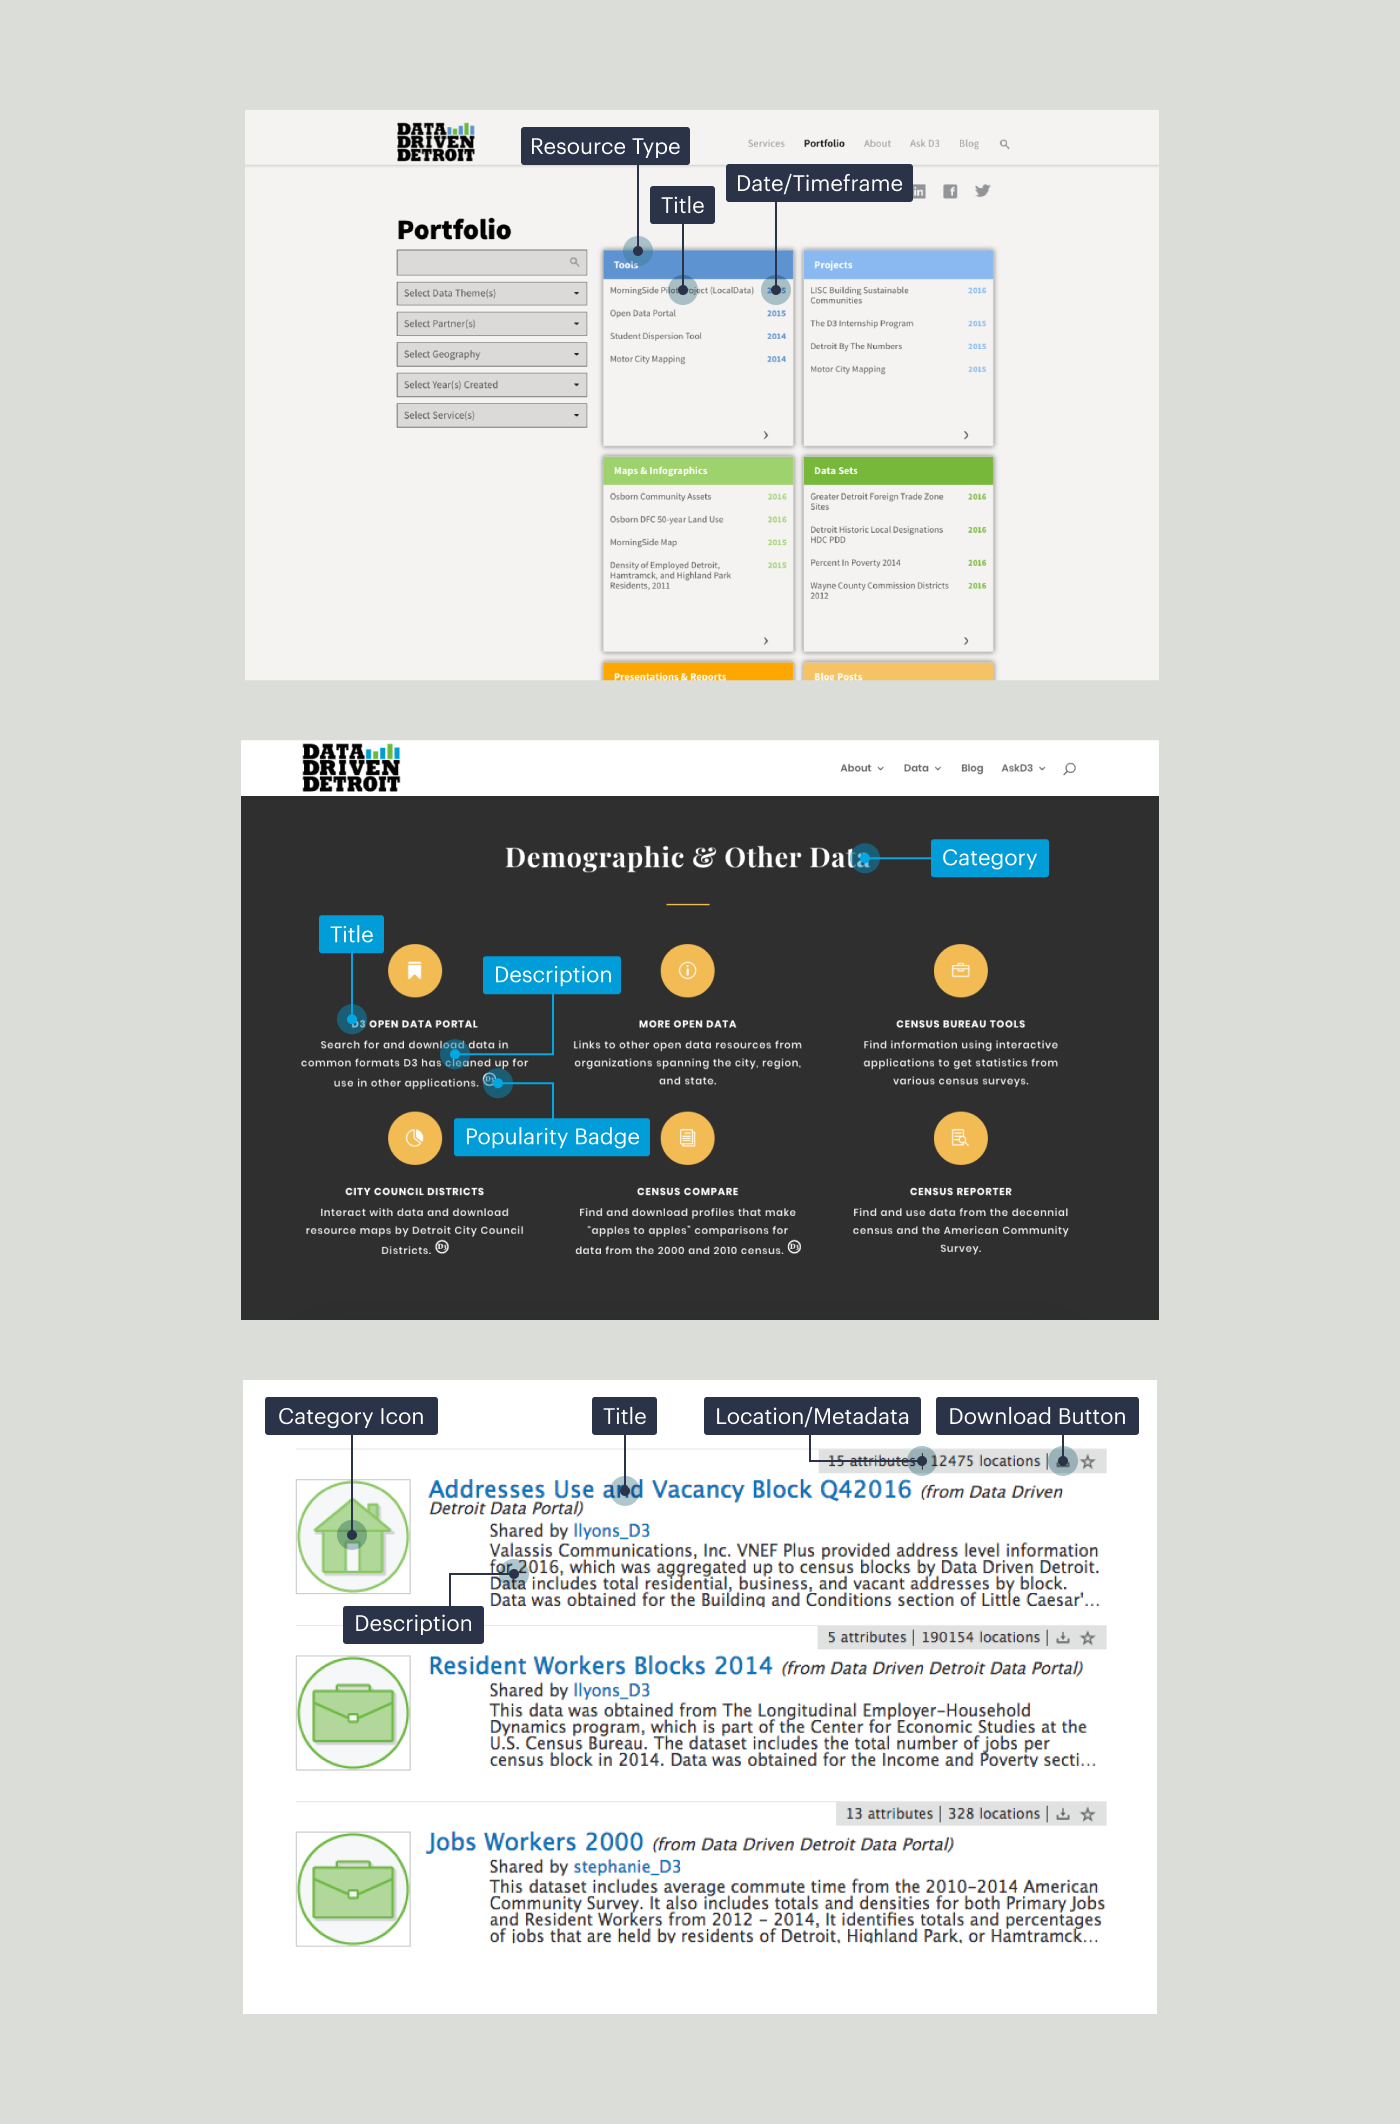 DATA
DRIVEN
DETROIT
Resource Type
Services
Portfolio
About
Ask D3
Blog
Date/Timeframe
Title
in
f
Portfolio
Select Data Theme(s)
Select Partner(s)
Select Geography
Select Year(s) Created
Select Service(s)
Tools
MorningSide Pilot Project (LocalData)
Open Data Portal 2015
Student Dispersion Tool 2014
Motor City Mapping 2014
Projects
LISC Building Sustainable 2016
Communities
The D3 Internship Program 2015
Detroit By The Numbers 2015
Motor City Mapping 2015
Maps & Infographics
Osborn Community Assets 2016
Osborn DFC 50-year Land Use 2016
MorningSide Map 2015
Density of Employed Detroit, 2015
Hamtramck, and Highland Park
Residents, 2011
Data Sets
Greater Detroit Foreign Trade Zone 2016
Sites
Detroit Historic Local Designations 2016
HDC PDD
Percent In Poverty 2014 2016
Wayne County Commission Districts 2016
2012
Presentations & Reports
Blog Posts
DATA
DRIVEN
DETROIT
About
Data
Blog
AskD3
Demographic & Other Data
Category
Title
Description
D3 OPEN DATA PORTAL
Search for and download data in
common formats D3 has cleaned up for
use in other applications. D3
MORE OPEN DATA
Links to other open data resources from
organizations spanning the city, region,
and state.
CENSUS BUREAU TOOLS
Find information using interactive
applications to get statistics from
various census surveys.
Popularity Badge
CITY COUNCIL DISTRICTS
Interact with data and download
resource maps by Detroit City Council
Districts. D3
CENSUS COMPARE
Find and download profiles that make
"apples to apples" comparisons for
data from the 2000 and 2010 census. D3
CENSUS REPORTER
Find and use data from the decennial
census and the American Community
Survey.
Category Icon
Title
Location/Metadata
Download Button
15 attributes | 12475 locations |
Addresses Use and Vacancy Block Q42016 (from Data Driven
Detroit Data Portal)
Shared by llyons_D3
Valassis Communications, Inc. VNEF Plus provided address level information
for 2016, which was aggregated up to census blocks by Data Driven Detroit.
Data includes total residential, business, and vacant addresses by block.
Data was obtained for the Building and Conditions section of Little Caesar'...
Description
5 attributes | 190154 locations |
Resident Workers Blocks 2014 (from Data Driven Detroit Data Portal)
Shared by llyons_D3
This data was obtained from The Longitudinal Employer-Household
Dynamics program, which is part of the Center for Economic Studies at the
U.S. Census Bureau. The dataset includes the total number of jobs per
census block in 2014. Data was obtained for the Income and Poverty secti...
13 attributes | 328 locations |
Jobs Workers 2000 (from Data Driven Detroit Data Portal)
Shared by stephanie_D3
This dataset includes average commute time from the 2010-2014 American
Community Survey. It also includes totals and densities for both Primary Jobs
and Resident Workers from 2012 - 2014, It identifies totals and percentages
of jobs that are held by residents of Detroit, Highland Park, or Hamtramck...